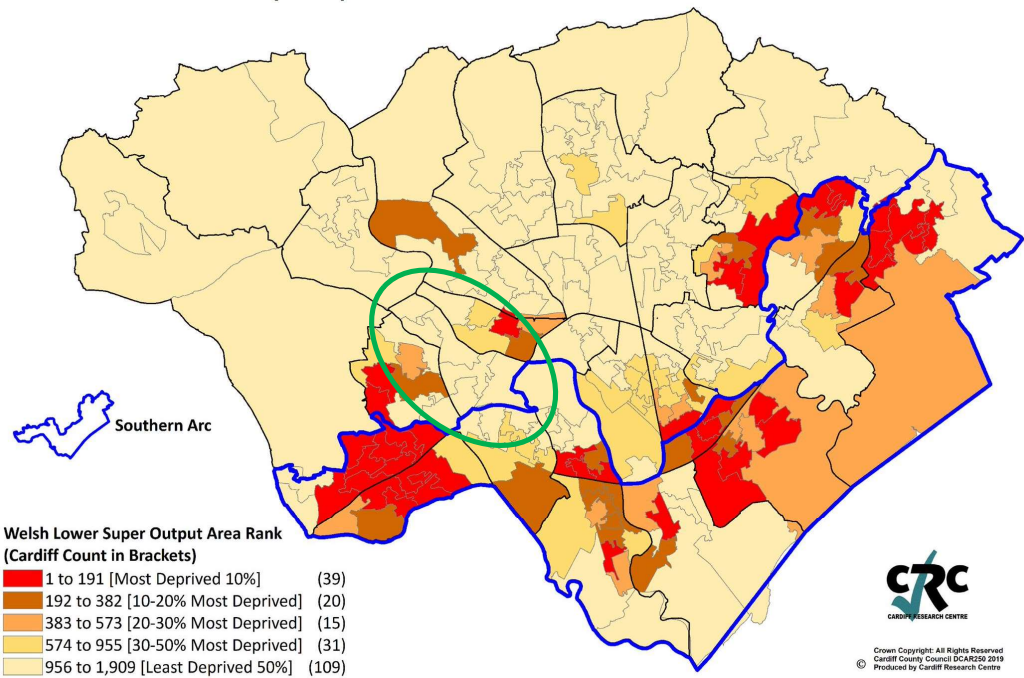 Southern Arc
Welsh Lower Super Output Area Rank
(Cardiff Count in Brackets)
1 to 191 [Most Deprived 10%] (39)
192 to 382 [10-20% Most Deprived] (20)
383 to 573 [20-30% Most Deprived] (15)
574 to 955 [30-50% Most Deprived] (31)
956 to 1,909 [Least Deprived 50%] (109)
CRC
CARDIFF RESEARCH CENTRE
Crown Copyright: All Rights Reserved
© Cardiff County Council DCAR250 2019
Produced by Cardiff Research Centre